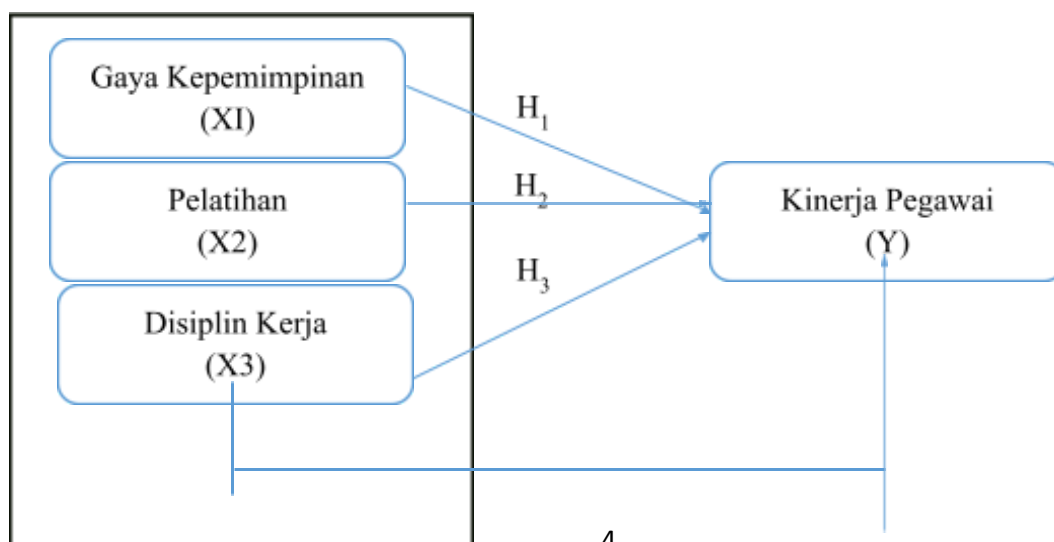 Gaya Kepemimpinan
(XI)
H1
Pelatihan
(X2)
H2
Kinerja Pegawai
(Y)
H3
Disiplin Kerja
(X3)
4